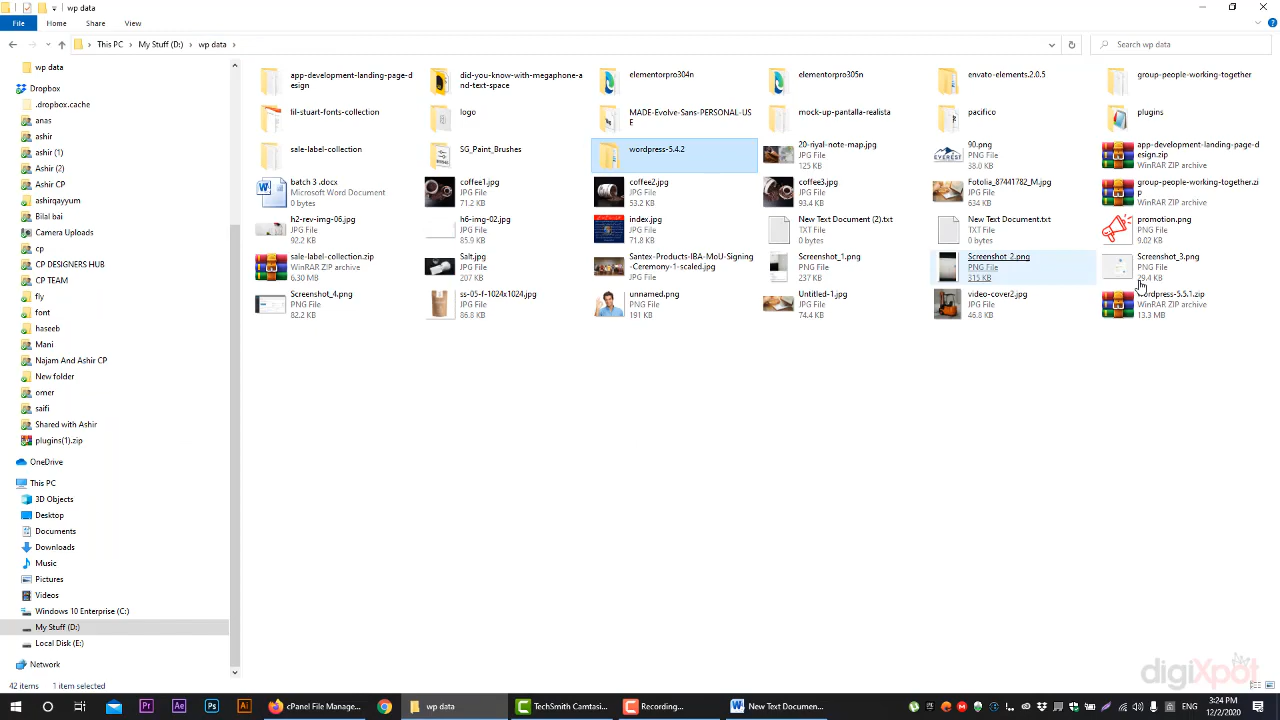 wp data
File
Home
Share
View
This PC
My Stuff (D:)
wp data
Search wp data
wp data
Dropbox
.dropbox.cache
anas
ashir
ashir (1)
Ashir (2)
Ashir CP
ashirqayyum
Bilal bai
Camera Uploads
cp
CP DESIGNERS HUB
CP TEAM
fly
font
haseeb
Mani
Najam And Ashir CP
New folder
omer
saifi
Shared with Ashir
plugins(1).zip
OneDrive
This PC
3D Objects
Desktop
Documents
Downloads
Music
Pictures
Videos
Windows 10 Enterprise (C:)
My Stuff (D:)
Local Disk (E:)
Network
app-development-landing-page-d
esign
did-you-know-with-megaphone-a
nd-text-space
elementorpro304n
elementorpro305n
envato-elements.2.0.5
roup-people-working-together
lil-stuart-fonts-collection
logo
MADE-Evolve-Sans-PERSONAL-US
E
mock-up-pantalla-realista
pacifico
plugins
sale-label-collection
SG_Paint_Brushes
wordpress-5.4.2
20-riyal-note-map.jpg
JPG File
125 KB
90.png
PNG File
38.0 KB
app-development-landing-page-d
esign.zip
WinRAR ZIP archive
batch 3 .docx
Microsoft Word Document
0 bytes
coffee1.jpg
JPG File
71.2 KB
coffee2.jpg
JPG File
53.2 KB
coffee3.jpg
JPG File
93.4 KB
Fotolia_87441782_M.jpg
JPG File
634 KB
group-people-working-together.zi
p
WinRAR ZIP archive
h2-rev-img-06.jpg
JPG File
92.2 KB
h6-img-02.jpg
JPG File
85.9 KB
index.jpg
JPG File
71.8 KB
New Text Document (2).txt
TXT File
0 bytes
New Text Document.txt
TXT File
0 bytes
promotion.png
PNG File
9.02 KB
sale-label-collection.zip
WinRAR ZIP archive
6.30 MB
Salt.jpg
JPG File
207 KB
Santex-Products-IBA-MoU-Signing
-Ceremony-1-scaled.jpg
Screenshot_1.png
PNG File
237 KB
Screenshot_2.png
PNG File
315 KB
Screenshot_3.png
PNG File
29.4 KB
Screenshot_4.png
PNG File
82.2 KB
ss-05-f-1024x1024.jpg
JPG File
86.8 KB
unnamed.png
PNG File
191 KB
Untitled-1.jpg
JPG File
74.4 KB
video-cover2.jpg
JPG File
46.8 KB
wordpress-5.5.1.zip
WinRAR ZIP archive
13.3 MB
42 items
1 item selected
digiXpot
cPanel File Manage...
wp data
TechSmith Camtasi...
Recording...
New Text Documen...
ENG
3:24 PM
12/2/2020